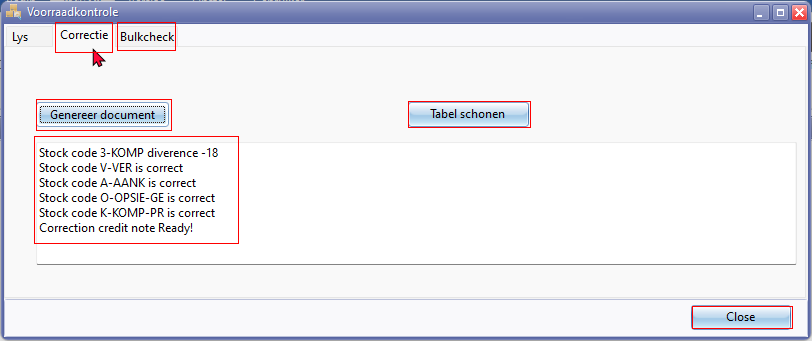 Voorraadkontrole
Lys Correctie Bulkcheck
Genereer document Tabel schonen
Stock code 3-KOMP diverence -18
Stock code V-VER is correct
Stock code A-AANK is correct
Stock code O-OPSIE-GE is correct
Stock code K-KOMP-PR is correct
Correction credit note Ready!
Close